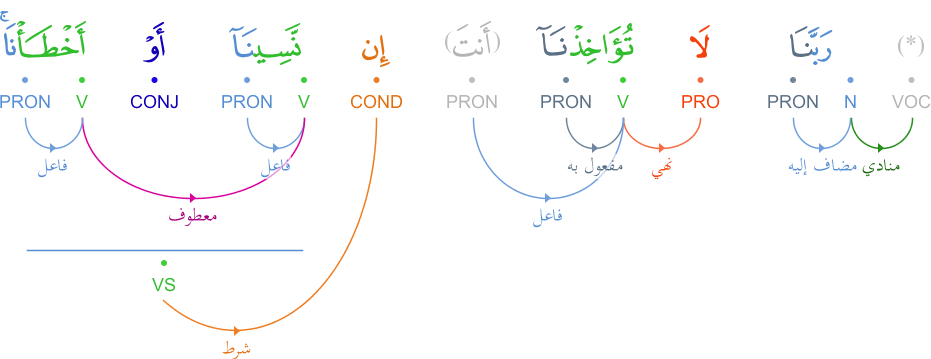 (*) رَبَّنَا لَا تُؤَاخِذْنَآ (أَنتَ) إِن نَّسِينَآ أَوْ أَخْطَأْنَا ۚ
VOC N PRON PRO V PRON PRON COND V PRON CONJ V PRON
منادي مضاف إليه نهي مفعول به فاعل فاعل
معطوف فاعل
VS
شرط